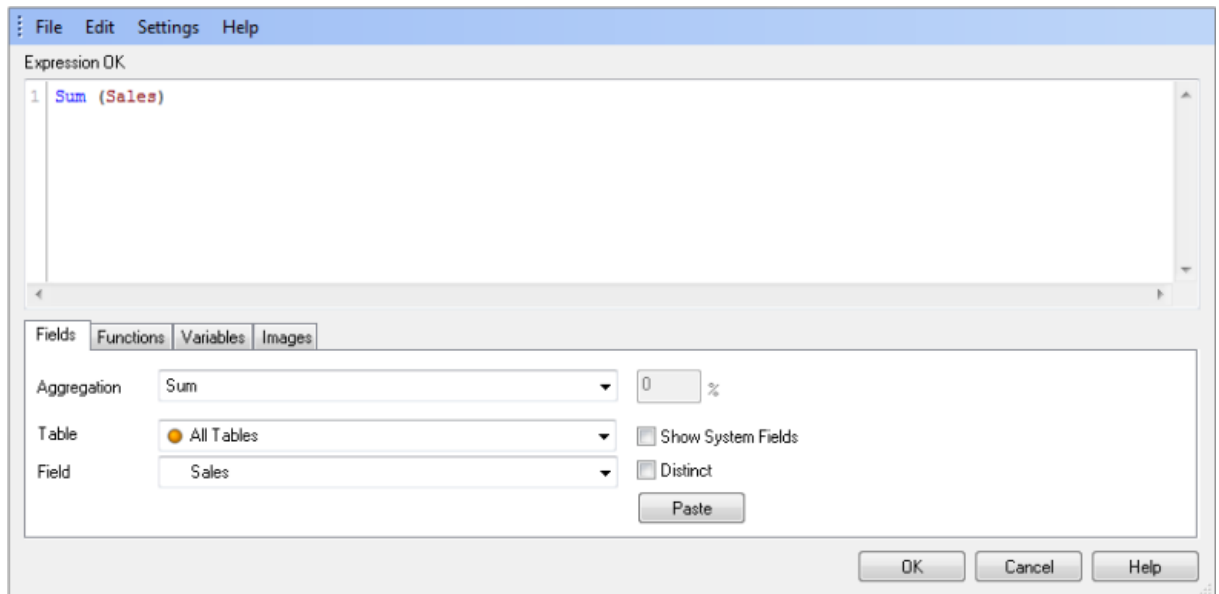 File Edit Settings Help
Expression OK
1 Sum (Sales)
Fields Functions Variables Images
Aggregation Sum 0 %
Table All Tables Show System Fields
Field Sales Distinct
Paste
OK Cancel Help